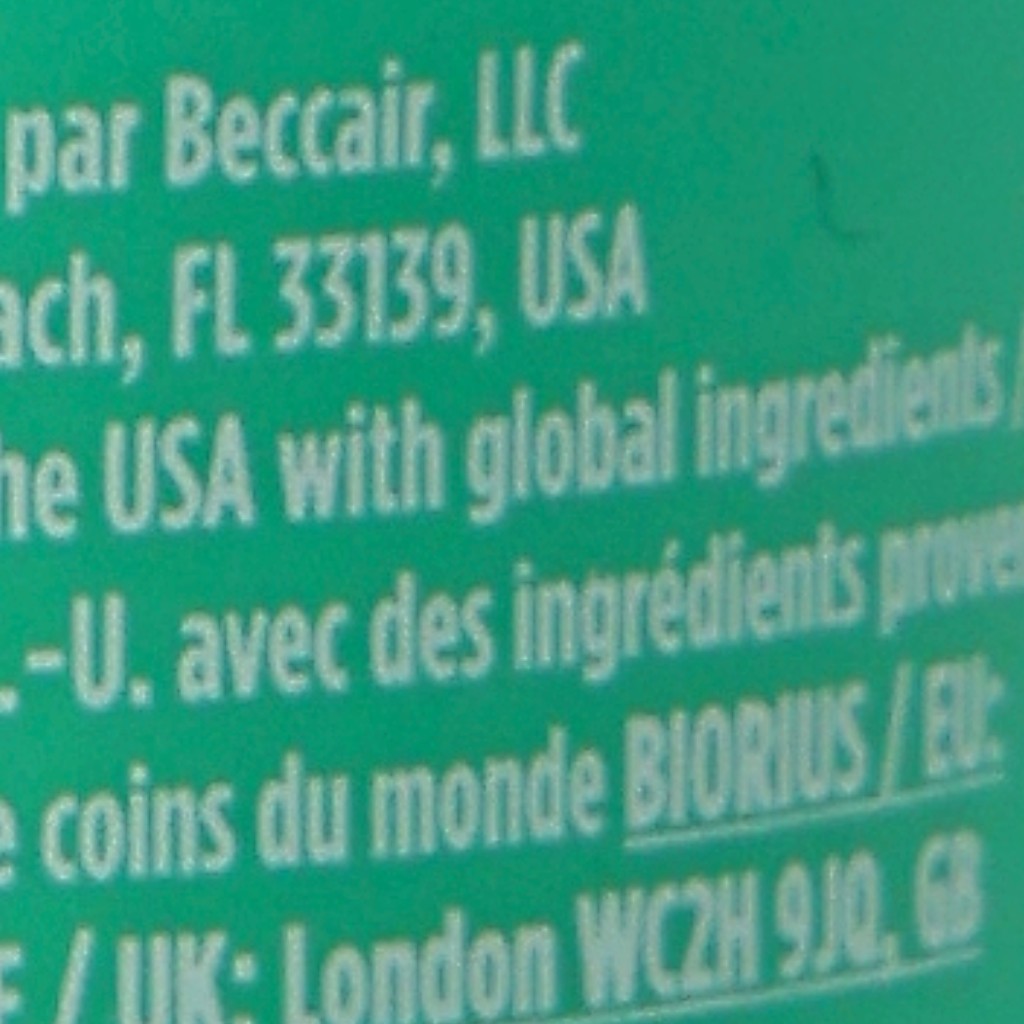 par Beccair, LLC
ach, FL 33139, USA
he USA with global ingredients /
.-U. avec des ingrédients proven
e coins du monde BIORIUS / EU:
/ UK: London WC2H 9JQ, GB